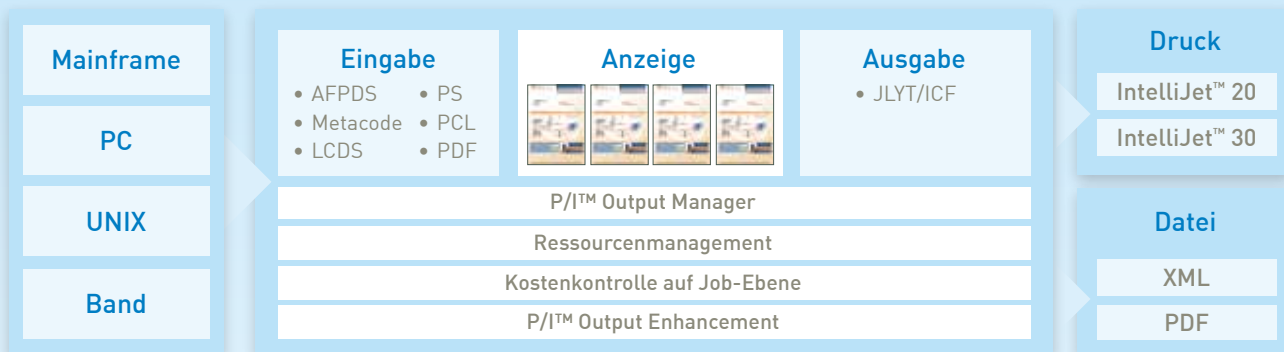 Mainframe
PC
UNIX
Band
Eingabe
• AFPDS
• Metacode
• LCDS
• PS
• PCL
• PDF
Anzeige
Ausgabe
• JLYT/ICF
P/I™ Output Manager
Ressourcenmanagement
Kostenkontrolle auf Job-Ebene
P/I™ Output Enhancement
Druck
IntelliJet™ 20
IntelliJet™ 30
Datei
XML
PDF